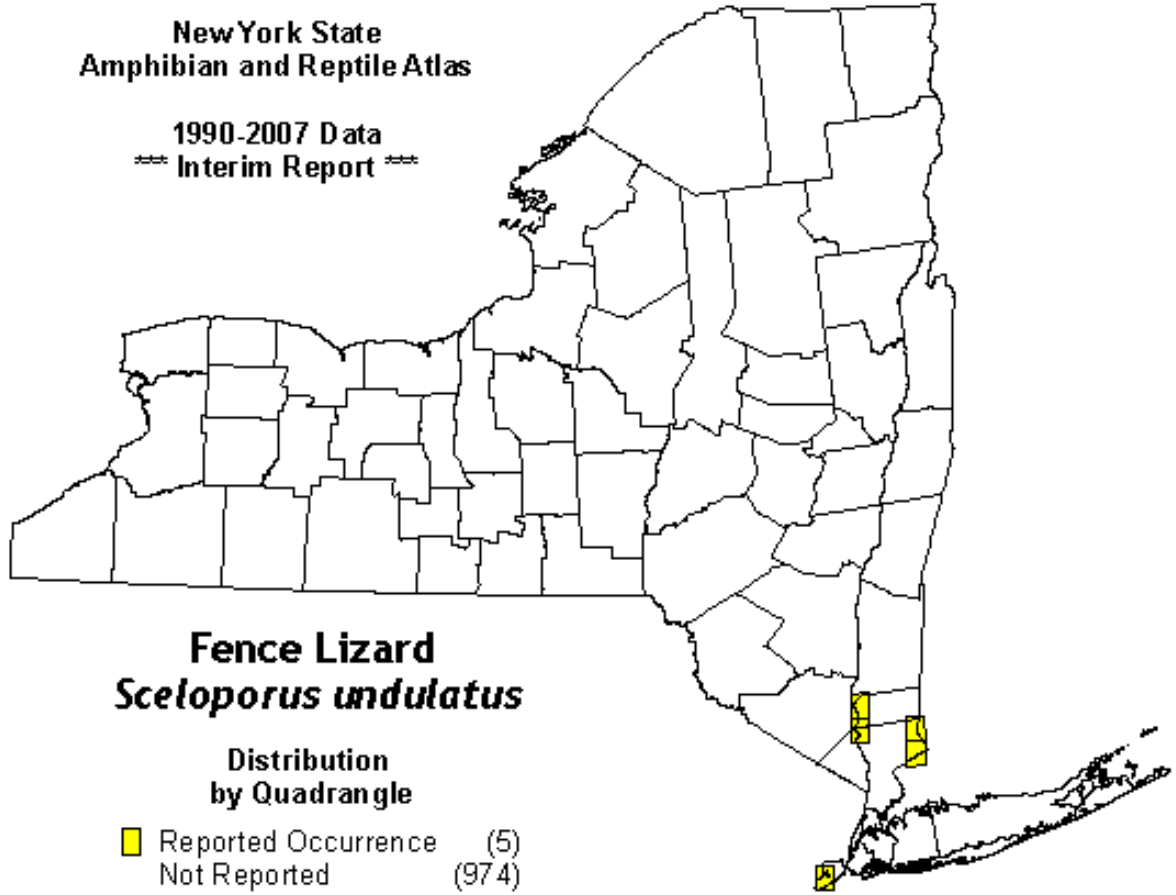 New York State
Amphibian and Reptile Atlas
1990-2007 Data
*** Interim Report ***
Fence Lizard
Sceloporus undulatus
Distribution
by Quadrangle
Reported Occurrence (5)
Not Reported (974)